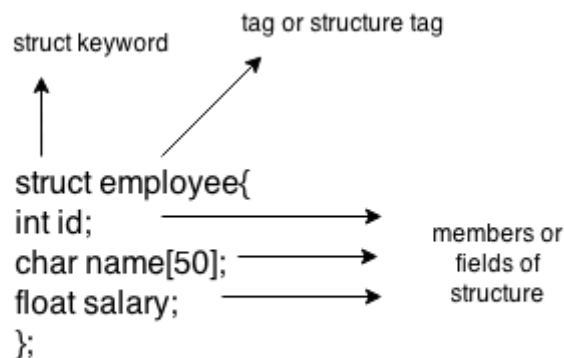 tag or structure tag
struct keyword
struct employee{
int id;
char name[50];
float salary;
};
members or
fields of
structure